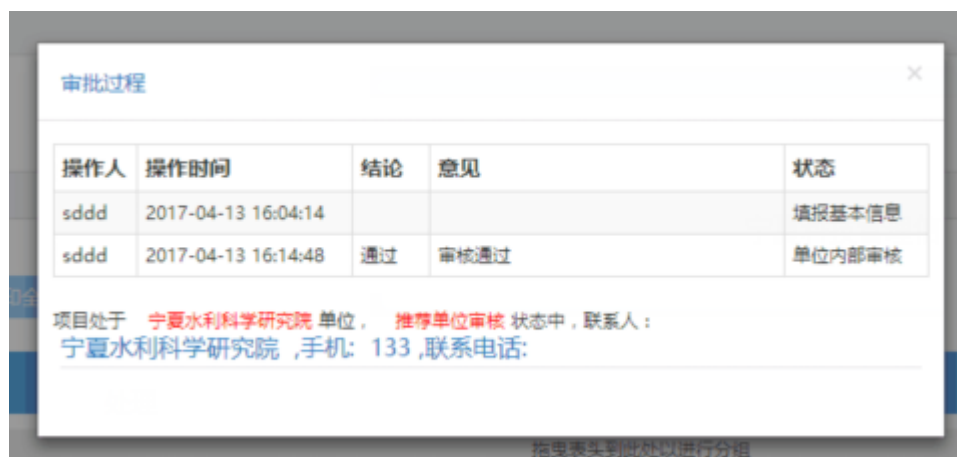 审批过程 ×
操作人 操作时间 结论 意见 状态
sddd 2017-04-13 16:04:14 填报基本信息
sddd 2017-04-13 16:14:48 通过 审核通过 单位内部审核
项目处于 宁夏水利科学研究院 单位， 推荐单位审核 状态中，联系人：
宁夏水利科学研究院 ,手机: 133 ,联系电话:
拖曳表头到此处以进行分组